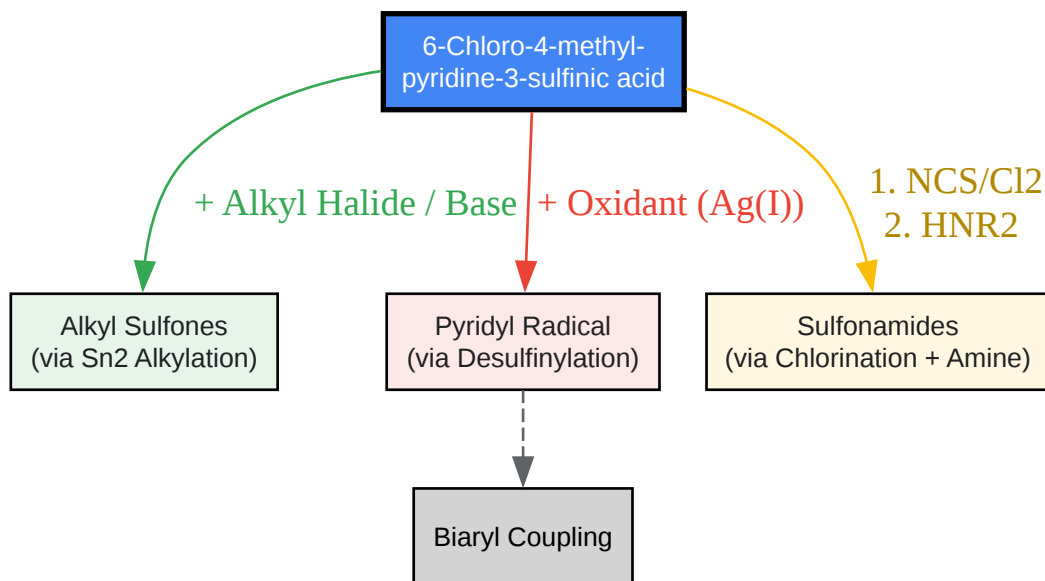 6-Chloro-4-methyl-
pyridine-3-sulfinic acid
+ Alkyl Halide / Base
+ Oxidant (Ag(I))
1. NCS/Cl2
2. HNR2
Alkyl Sulfones
(via Sn2 Alkylation)
Pyridyl Radical
(via Desulfinylation)
Sulfonamides
(via Chlorination + Amine)
Biaryl Coupling